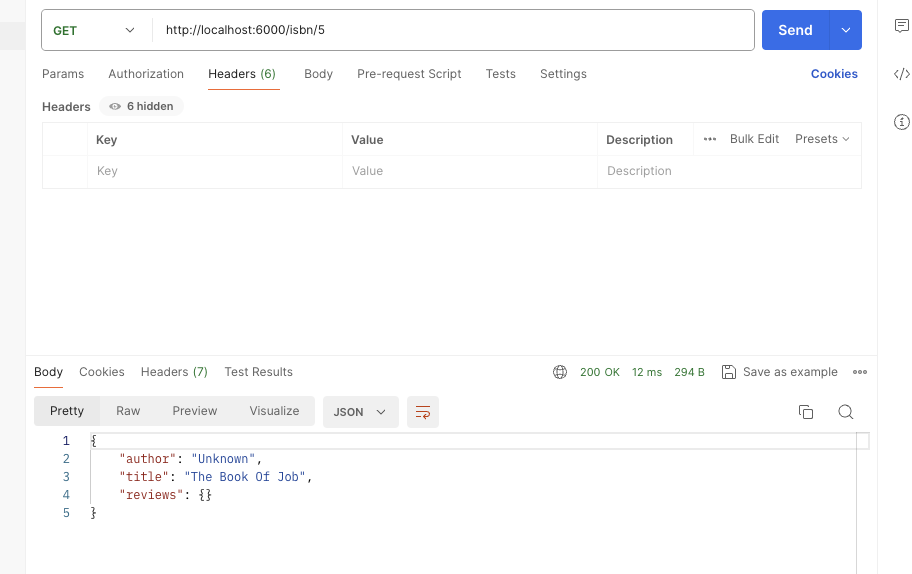 GET http://localhost:6000/isbn/5 Send
Params Authorization Headers (6) Body Pre-request Script Tests Settings Cookies
Headers 6 hidden
Key Value Description ••• Bulk Edit Presets
Key Value Description
Body Cookies Headers (7) Test Results 200 OK 12 ms 294 B Save as example •••
Pretty Raw Preview Visualize JSON
1 {
2 "author": "Unknown",
3 "title": "The Book Of Job",
4 "reviews": {}
5 }